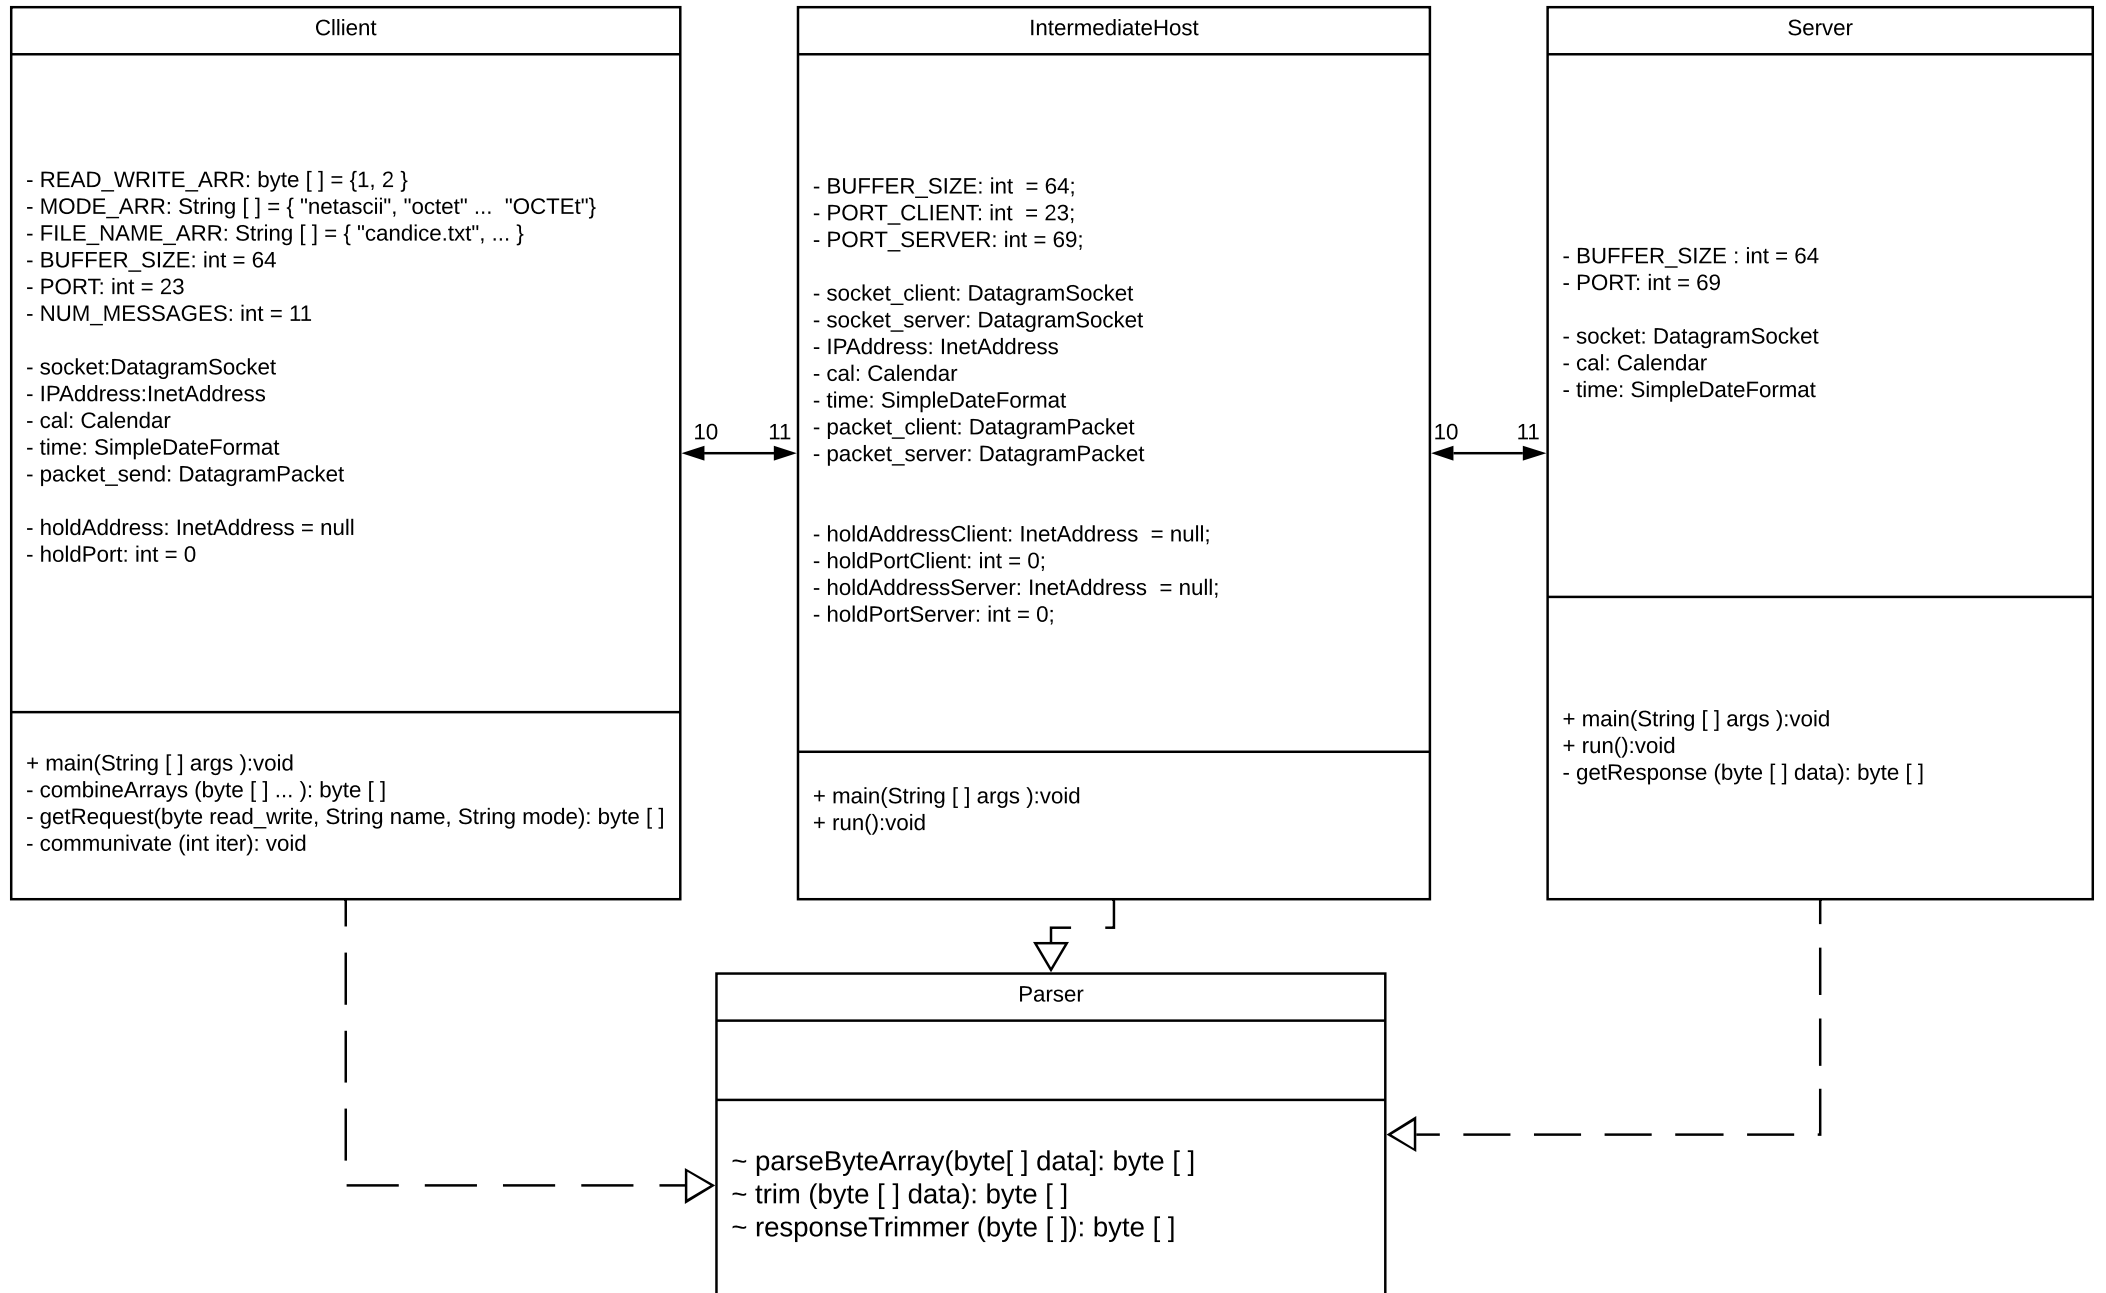 Cllient
- READ_WRITE_ARR: byte [ ] = {1, 2 }
- MODE_ARR: String [ ] = { "netascii", "octet" ...  "OCTEt"}
- FILE_NAME_ARR: String [ ] = { "candice.txt", ... }
- BUFFER_SIZE: int = 64
- PORT: int = 23
- NUM_MESSAGES: int = 11
- socket:DatagramSocket
- IPAddress:InetAddress
- cal: Calendar
- time: SimpleDateFormat
- packet_send: DatagramPacket
- holdAddress: InetAddress = null
- holdPort: int = 0
+ main(String [ ] args ):void
- combineArrays (byte [ ] ... ): byte [ ]
- getRequest(byte read_write, String name, String mode): byte [ ]
- communivate (int iter): void
10 11
IntermediateHost
- BUFFER_SIZE: int  = 64;
- PORT_CLIENT: int  = 23;
- PORT_SERVER: int = 69;
- socket_client: DatagramSocket
- socket_server: DatagramSocket
- IPAddress: InetAddress
- cal: Calendar
- time: SimpleDateFormat
- packet_client: DatagramPacket
- packet_server: DatagramPacket
- holdAddressClient: InetAddress  = null;
- holdPortClient: int = 0;
- holdAddressServer: InetAddress  = null;
- holdPortServer: int = 0;
+ main(String [ ] args ):void
+ run():void
10 11
Server
- BUFFER_SIZE : int = 64
- PORT: int = 69
- socket: DatagramSocket
- cal: Calendar
- time: SimpleDateFormat
+ main(String [ ] args ):void
+ run():void
- getResponse (byte [ ] data): byte [ ]
Parser
~ parseByteArray(byte[ ] data]: byte [ ]
~ trim (byte [ ] data): byte [ ]
~ responseTrimmer (byte [ ]): byte [ ]